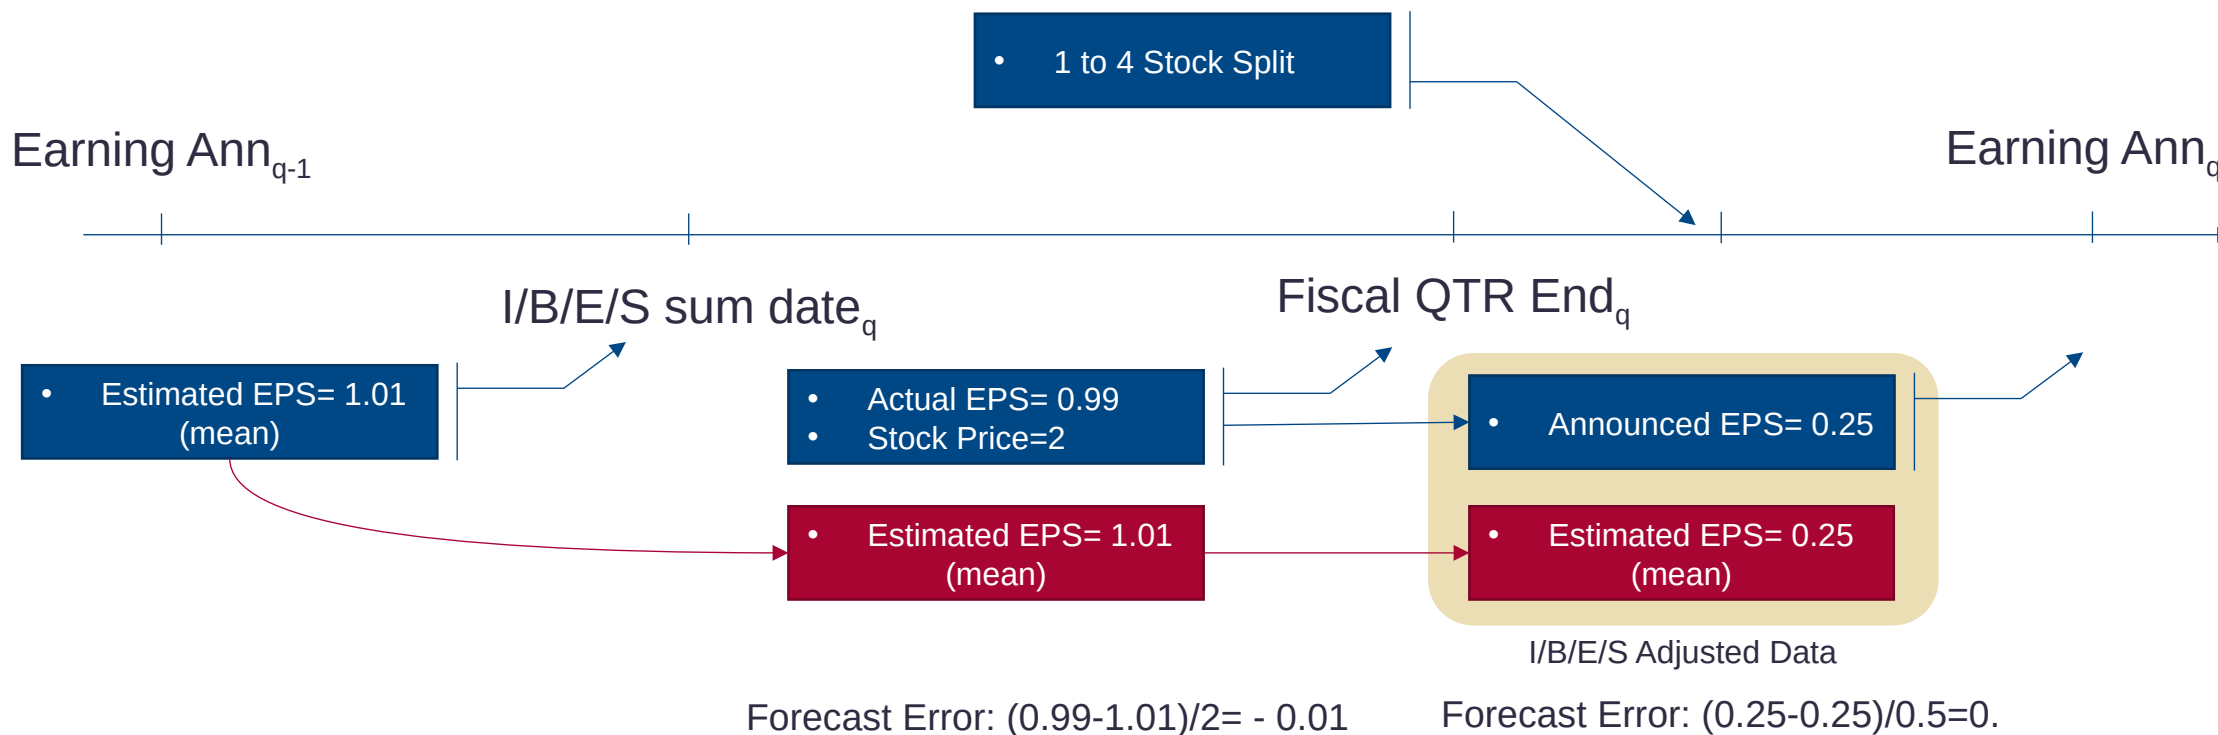 • 1 to 4 Stock Split
Earning Annq-1
Earning Annq
I/B/E/S sum dateq
Fiscal QTR Endq
• Estimated EPS= 1.01
(mean)
• Actual EPS= 0.99
• Stock Price=2
• Announced EPS= 0.25
• Estimated EPS= 1.01
(mean)
• Estimated EPS= 0.25
(mean)
I/B/E/S Adjusted Data
Forecast Error: (0.99-1.01)/2= - 0.01
Forecast Error: (0.25-0.25)/0.5=0.